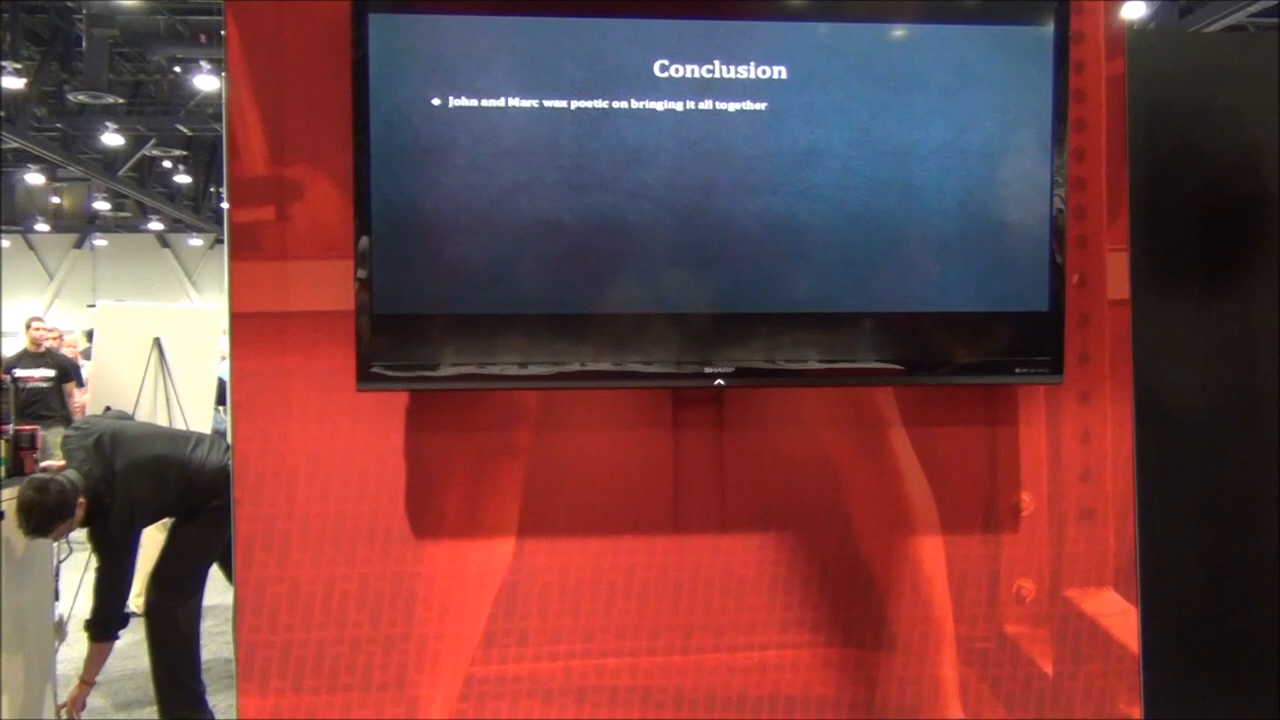 Conclusion
John and Marc wax poetic on bringing it all together
SHARP